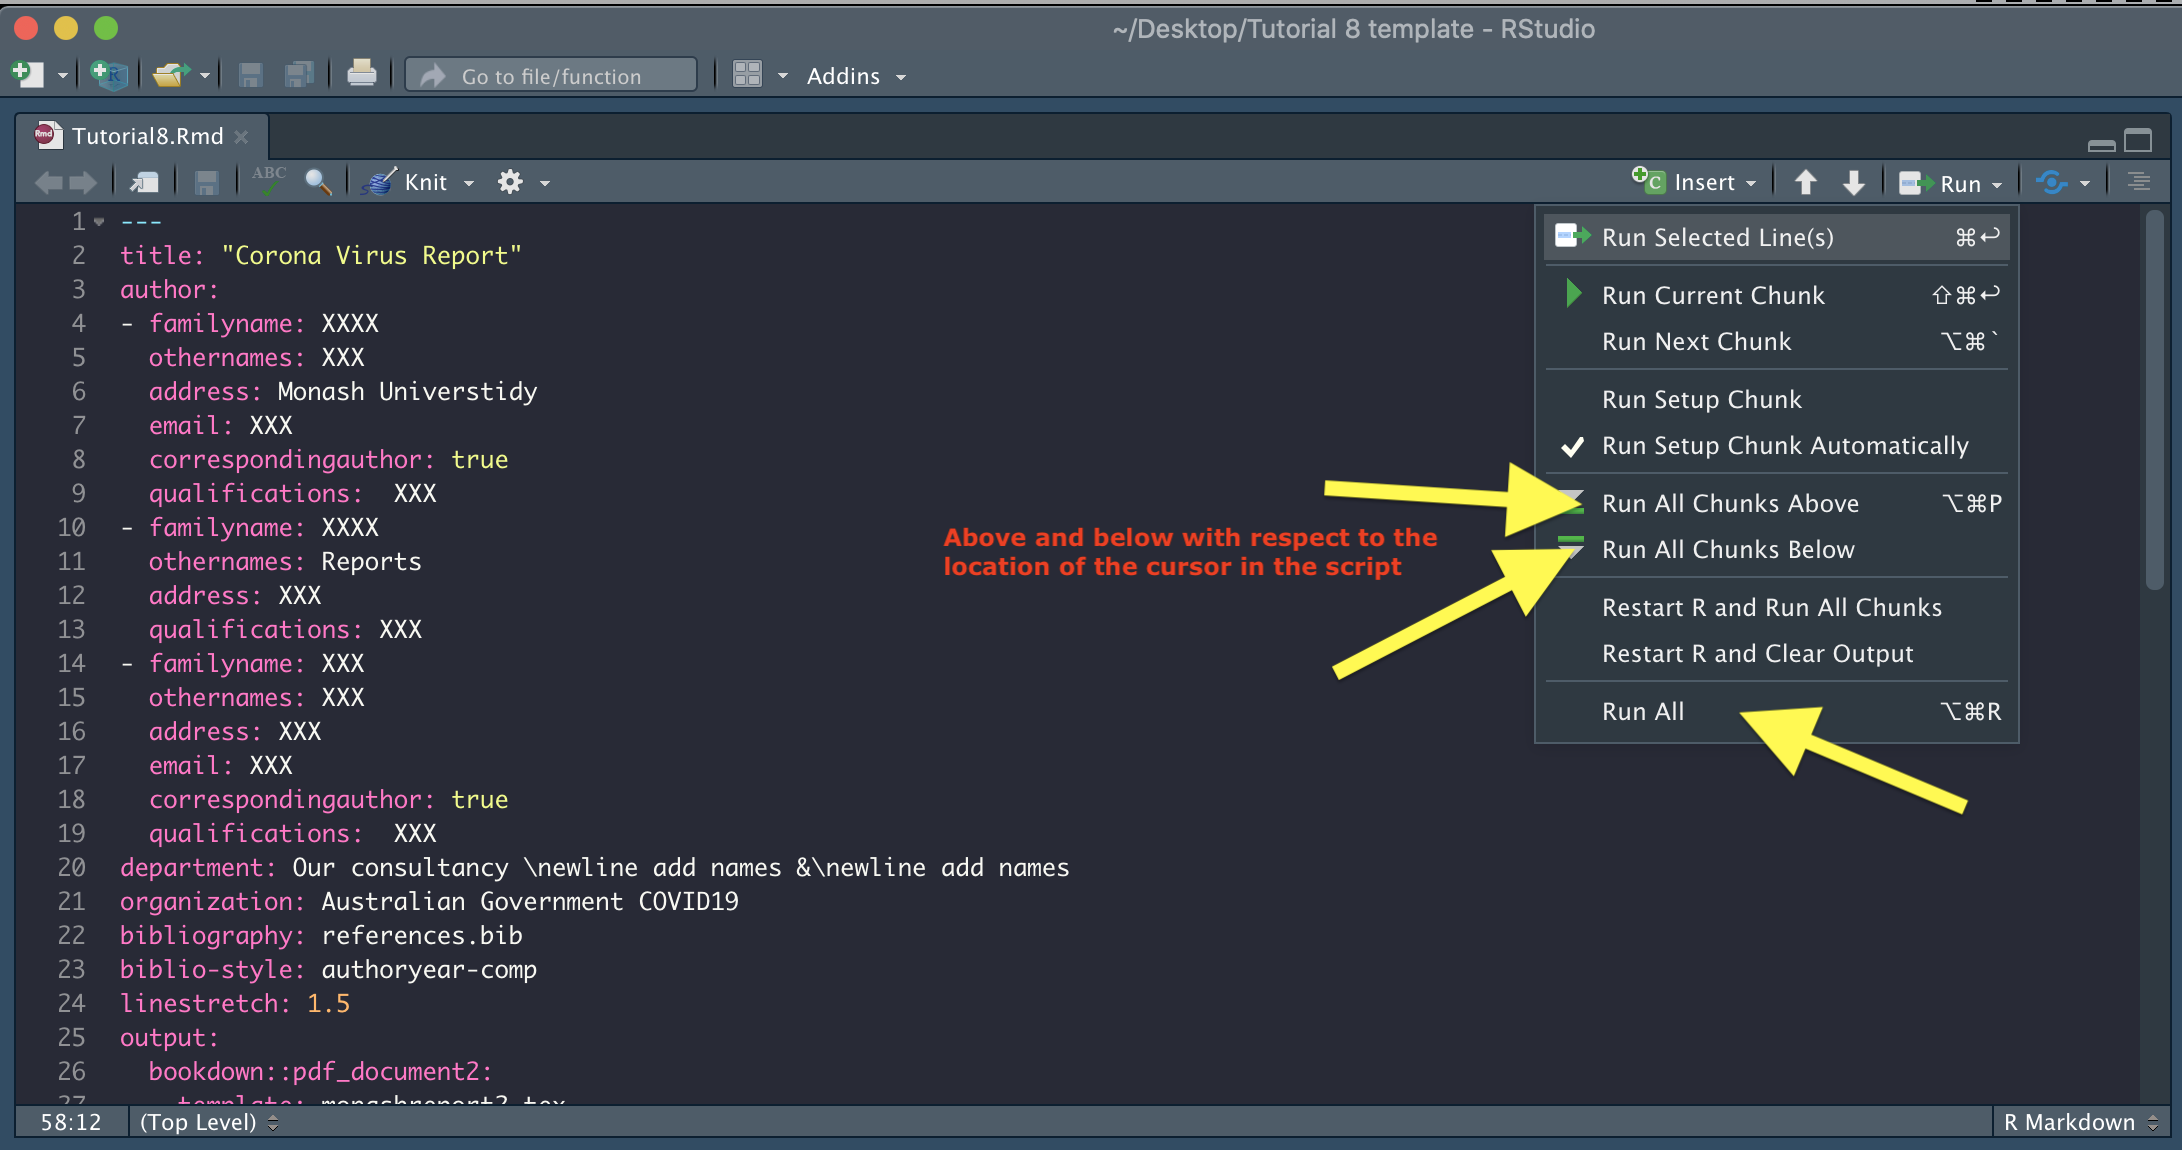 ~/Desktop/Tutorial 8 template - RStudio
Go to file/function
Addins
Rmd Tutorial8.Rmd
ABC
Knit
Insert
Run
1 ---
2 title: "Corona Virus Report"
3 author:
4 - familyname: XXXX
5 othernames: XXX
6 address: Monash Universtidy
7 email: XXX
8 correspondingauthor: true
9 qualifications:  XXX
10 - familyname: XXXX
11 othernames: Reports
12 address: XXX
13 qualifications: XXX
14 - familyname: XXX
15 othernames: XXX
16 address: XXX
17 email: XXX
18 correspondingauthor: true
19 qualifications:  XXX
20 department: Our consultancy \newline add names &\newline add names
21 organization: Australian Government COVID19
22 bibliography: references.bib
23 biblio-style: authoryear-comp
24 linestretch: 1.5
25 output:
26 bookdown::pdf_document2:
27 template: monashreport2.tex
Run Selected Line(s) ⌘↩
Run Current Chunk ⇧⌘↩
Run Next Chunk ⌥⌘`
Run Setup Chunk
✓ Run Setup Chunk Automatically
Run All Chunks Above ⌥⌘P
Run All Chunks Below
Restart R and Run All Chunks
Restart R and Clear Output
Run All ⌥⌘R
Above and below with respect to the
location of the cursor in the script
58:12
(Top Level)
R Markdown